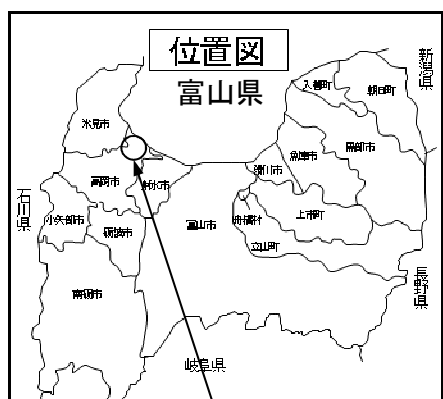 位置図
富山県
新潟県
入善町
朝日町
氷見市
黒部市
魚津市
滑川市
高岡市
射水市
石川県
小矢部市
砺波市
富山市
舟橋村
上市町
立山町
長野県
南砺市
岐阜県